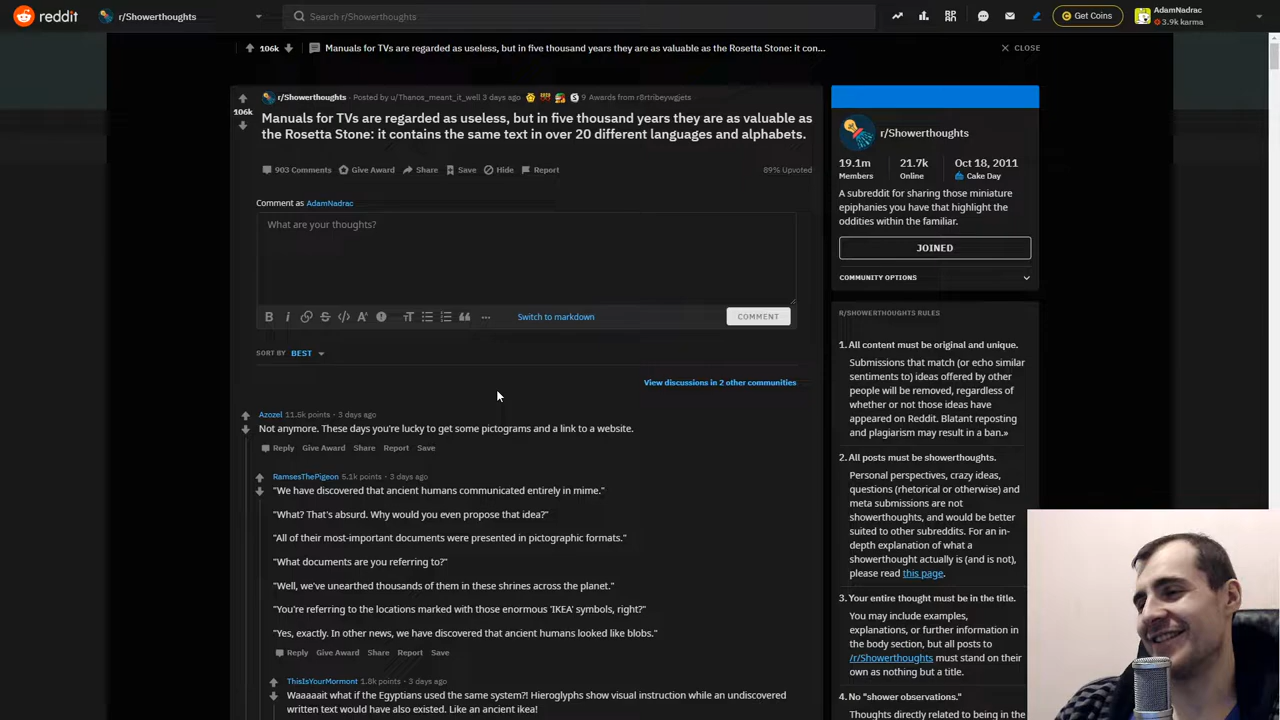 reddit
r/Showerthoughts
Search r/Showerthoughts
Get Coins
AdamNadrac
3.9k karma
106k
Manuals for TVs are regarded as useless, but in five thousand years they are as valuable as the Rosetta Stone: it con...
CLOSE
106k
r/Showerthoughts · Posted by u/Thanos_meant_it_well 3 days ago
9 Awards from r8rtribeywgjets
Manuals for TVs are regarded as useless, but in five thousand years they are as valuable as
the Rosetta Stone: it contains the same text in over 20 different languages and alphabets.
903 Comments
Give Award
Share
Save
Hide
Report
89% Upvoted
Comment as AdamNadrac
What are your thoughts?
Switch to markdown
COMMENT
SORT BY BEST
View discussions in 2 other communities
Azozel 11.5k points · 3 days ago
Not anymore. These days you're lucky to get some pictograms and a link to a website.
Reply Give Award Share Report Save
RamsesThePigeon 5.1k points · 3 days ago
"We have discovered that ancient humans communicated entirely in mime."
"What? That's absurd. Why would you even propose that idea?"
"All of their most-important documents were presented in pictographic formats."
"What documents are you referring to?"
"Well, we've unearthed thousands of them in these shrines across the planet."
"You're referring to the locations marked with those enormous 'IKEA' symbols, right?"
"Yes, exactly. In other news, we have discovered that ancient humans looked like blobs."
Reply Give Award Share Report Save
ThisIsYourMormont 1.8k points · 3 days ago
Waaaaait what if the Egyptians used the same system?! Hieroglyphs show visual instruction while an undiscovered
written text would have also existed. Like an ancient ikea!
r/Showerthoughts
19.1m
Members
21.7k
Online
Oct 18, 2011
Cake Day
A subreddit for sharing those miniature
epiphanies you have that highlight the
oddities within the familiar.
JOINED
COMMUNITY OPTIONS
R/SHOWERTHOUGHTS RULES
1. All content must be original and unique.
Submissions that match (or echo similar
sentiments to) ideas offered by other
people will be removed, regardless of
whether or not those ideas have
appeared on Reddit. Blatant reposting
and plagiarism may result in a ban.»
2. All posts must be showerthoughts.
Personal perspectives, crazy ideas,
questions (rhetorical or otherwise) and
meta submissions are not
showerthoughts, and would be better
suited to other subreddits. For an in-
depth explanation of what a
showerthought actually is (and is not),
please read this page.
3. Your entire thought must be in the title.
You may include examples,
explanations, or further information in
the body section, but all posts to
/r/Showerthoughts must stand on their
own as nothing but a title.
4. No "shower observations."
Thoughts directly related to being in the